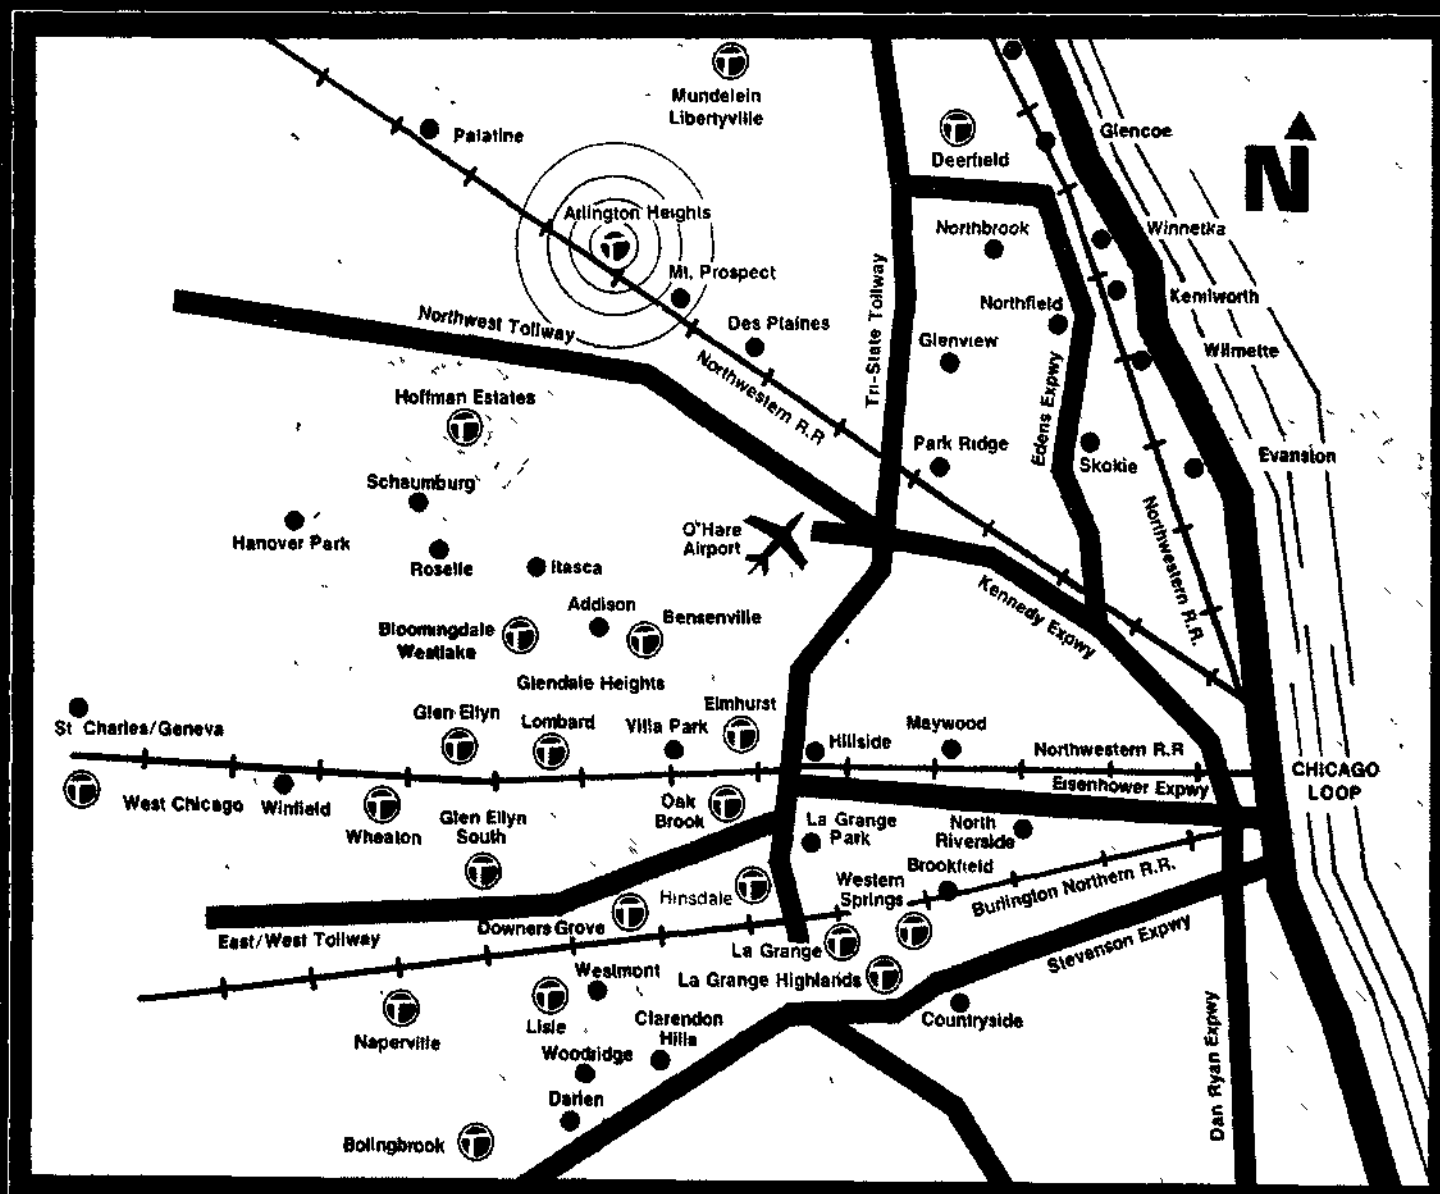 Mundelein
Libertyville
Palatine
Deerfield
Glencoe
N
Arlington Heights
Northbrook
Winnetka
Mt. Prospect
Northfield
Kenilworth
Northwest Tollway
Des Plaines
Tri-State Tollway
Glenview
Wilmette
Northwestern R.R
Edens Expwy
Hoffman Estates
Park Ridge
Skokie
Evanston
Schaumburg
Hanover Park
O'Hare
Airport
Northwestern R.R.
Roselle
Itasca
Addison
Bensenville
Kennedy Expwy
Bloomingdale
Westlake
Glendale Heights
St Charles/Geneva
Glen Ellyn
Lombard
Villa Park
Elmhurst
Hillside
Maywood
Northwestern R.R
Eisenhower Expwy
CHICAGO
LOOP
West Chicago
Winfield
Wheaton
Glen Ellyn
South
Oak
Brook
La Grange
Park
North
Riverside
Brookfield
Western
Springs
Burlington Northern R.R.
Hinsdale
Downers Grove
East/West Tollway
La Grange
La Grange Highlands
Stevenson Expwy
Westmont
Naperville
Lisle
Clarendon
Hills
Countryside
Woodridge
Darien
Dan Ryan Expwy
Bolingbrook